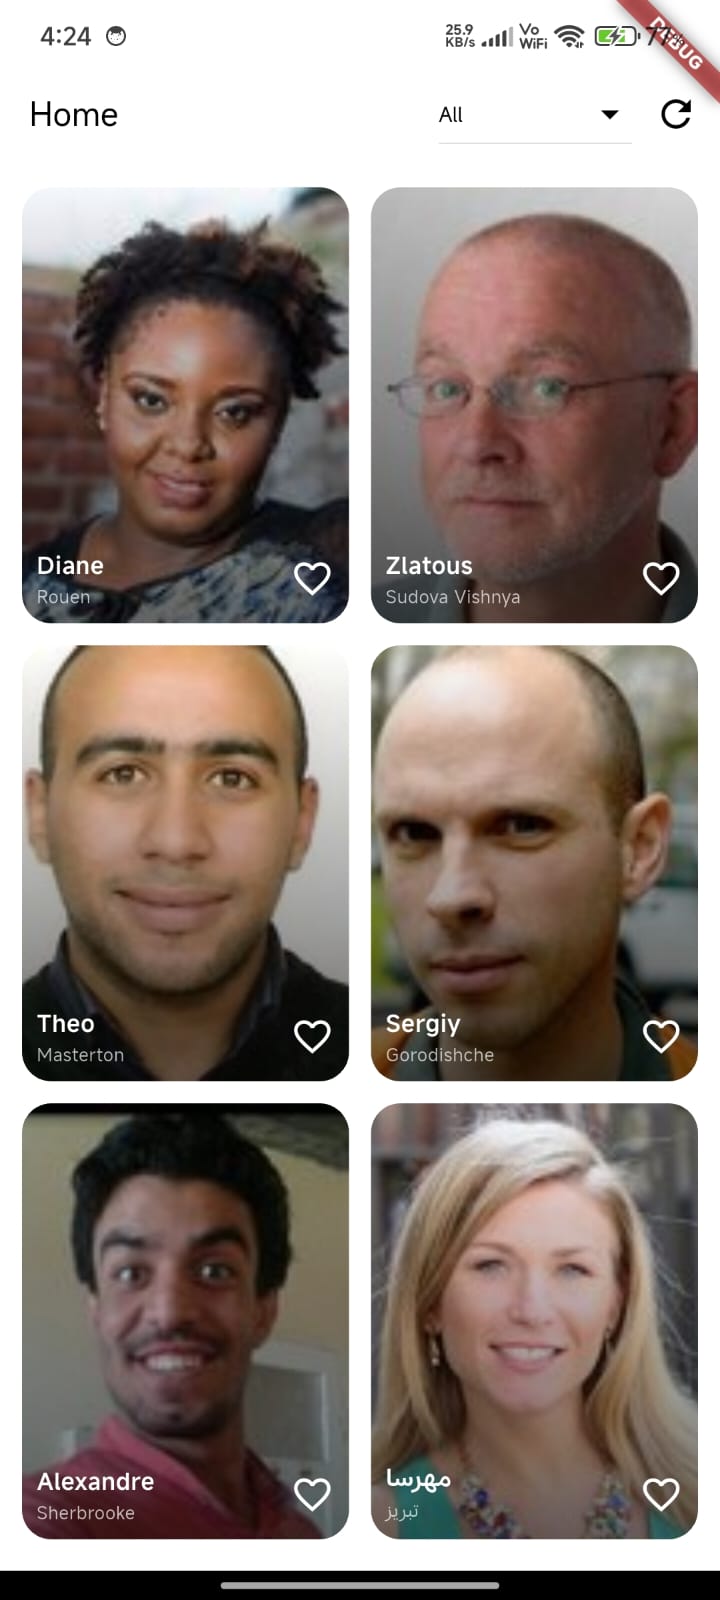 4:24
25.9
KB/s
Vo
WiFi
DEBUG
Home
All
Diane
Rouen
Zlatous
Sudova Vishnya
Theo
Masterton
Sergiy
Gorodishche
Alexandre
Sherbrooke
مهرسا
تبریز